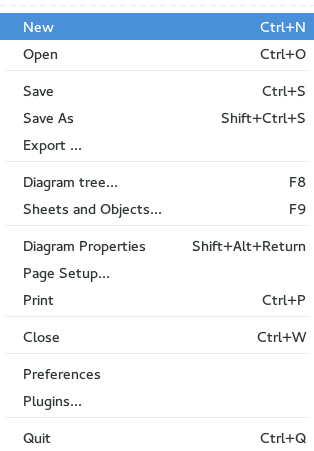 New Ctrl+N
Open Ctrl+O
Save Ctrl+S
Save As Shift+Ctrl+S
Export ...
Diagram tree... F8
Sheets and Objects... F9
Diagram Properties Shift+Alt+Return
Page Setup...
Print Ctrl+P
Close Ctrl+W
Preferences
Plugins...
Quit Ctrl+Q